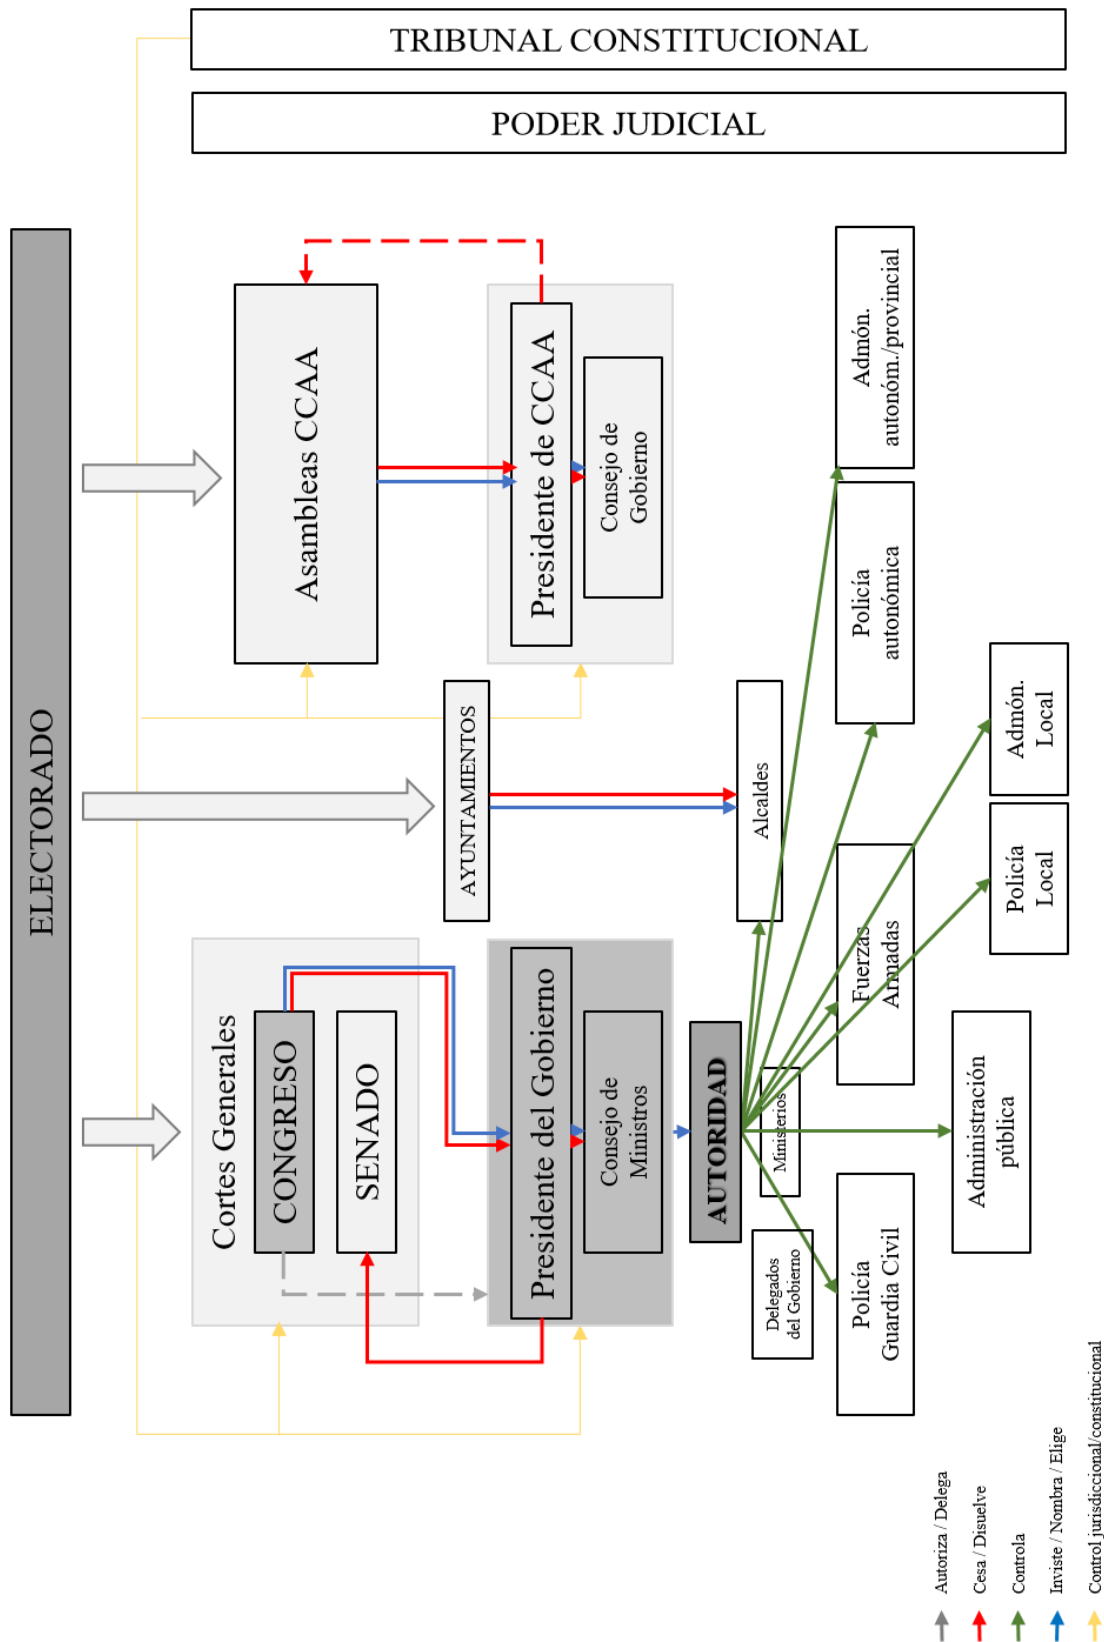 ELECTORADO
Cortes Generales
CONGRESO
SENADO
AYUNTAMIENTOS
Asambleas CCAA
Presidente del Gobierno
Consejo de
Ministros
Presidente de CCAA
Consejo de
Gobierno
AUTORIDAD
Alcaldes
Delegados
del Gobierno
Ministerios
Policía
Guardia Civil
Fuerzas
Armadas
Policía
autonómica
Admón.
autonóm./provincial
Administración
pública
Policía
Local
Admón.
Local
TRIBUNAL CONSTITUCIONAL
PODER JUDICIAL
Autoriza / Delega
Cesa / Disuelve
Controla
Inviste / Nombra / Elige
Control jurisdiccional/constitucional